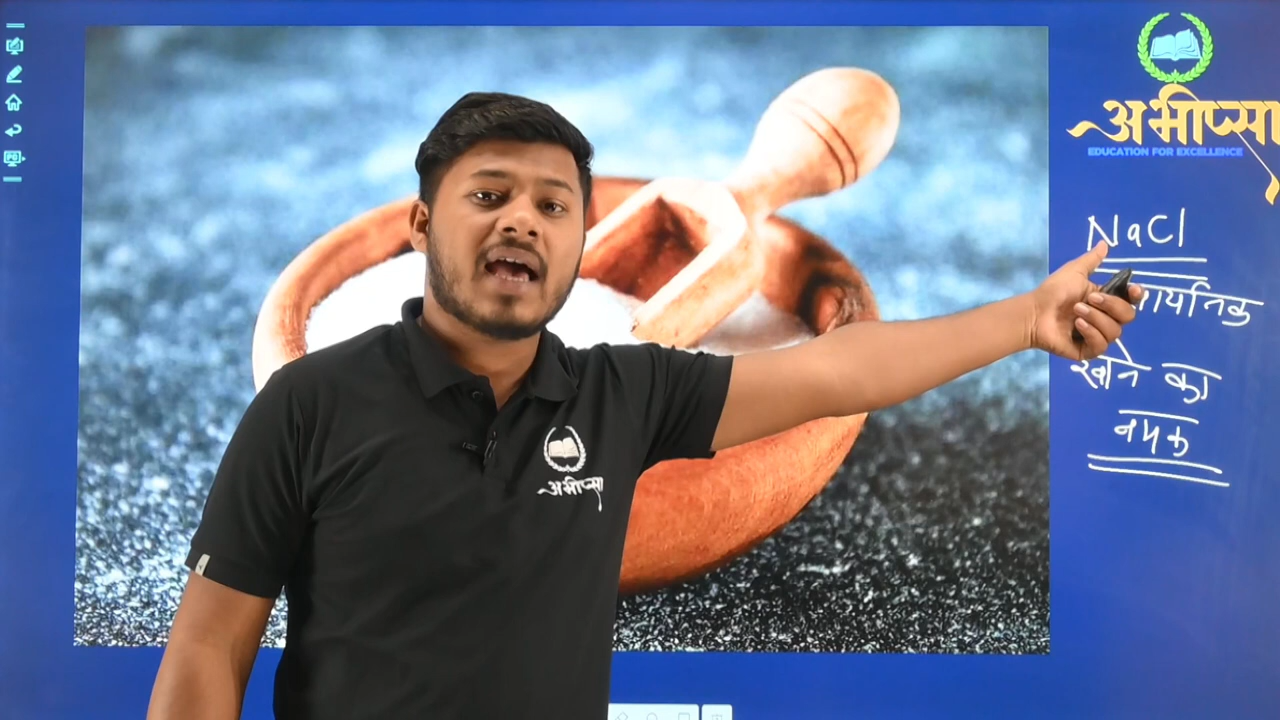 अभीप्सा
EDUCATION FOR EXCELLENCE
NaCl
खाने का
नमक
अभीप्सा